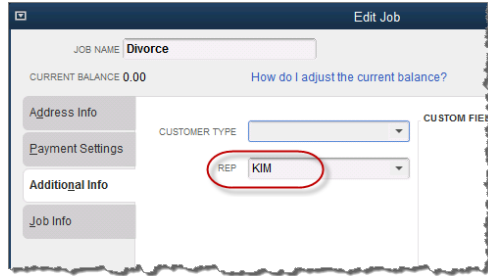 Edit Job
JOB NAME Divorce
CURRENT BALANCE 0.00 How do I adjust the current balance?
Address Info
Payment Settings
Additional Info
Job Info
CUSTOMER TYPE
REP KIM
CUSTOM